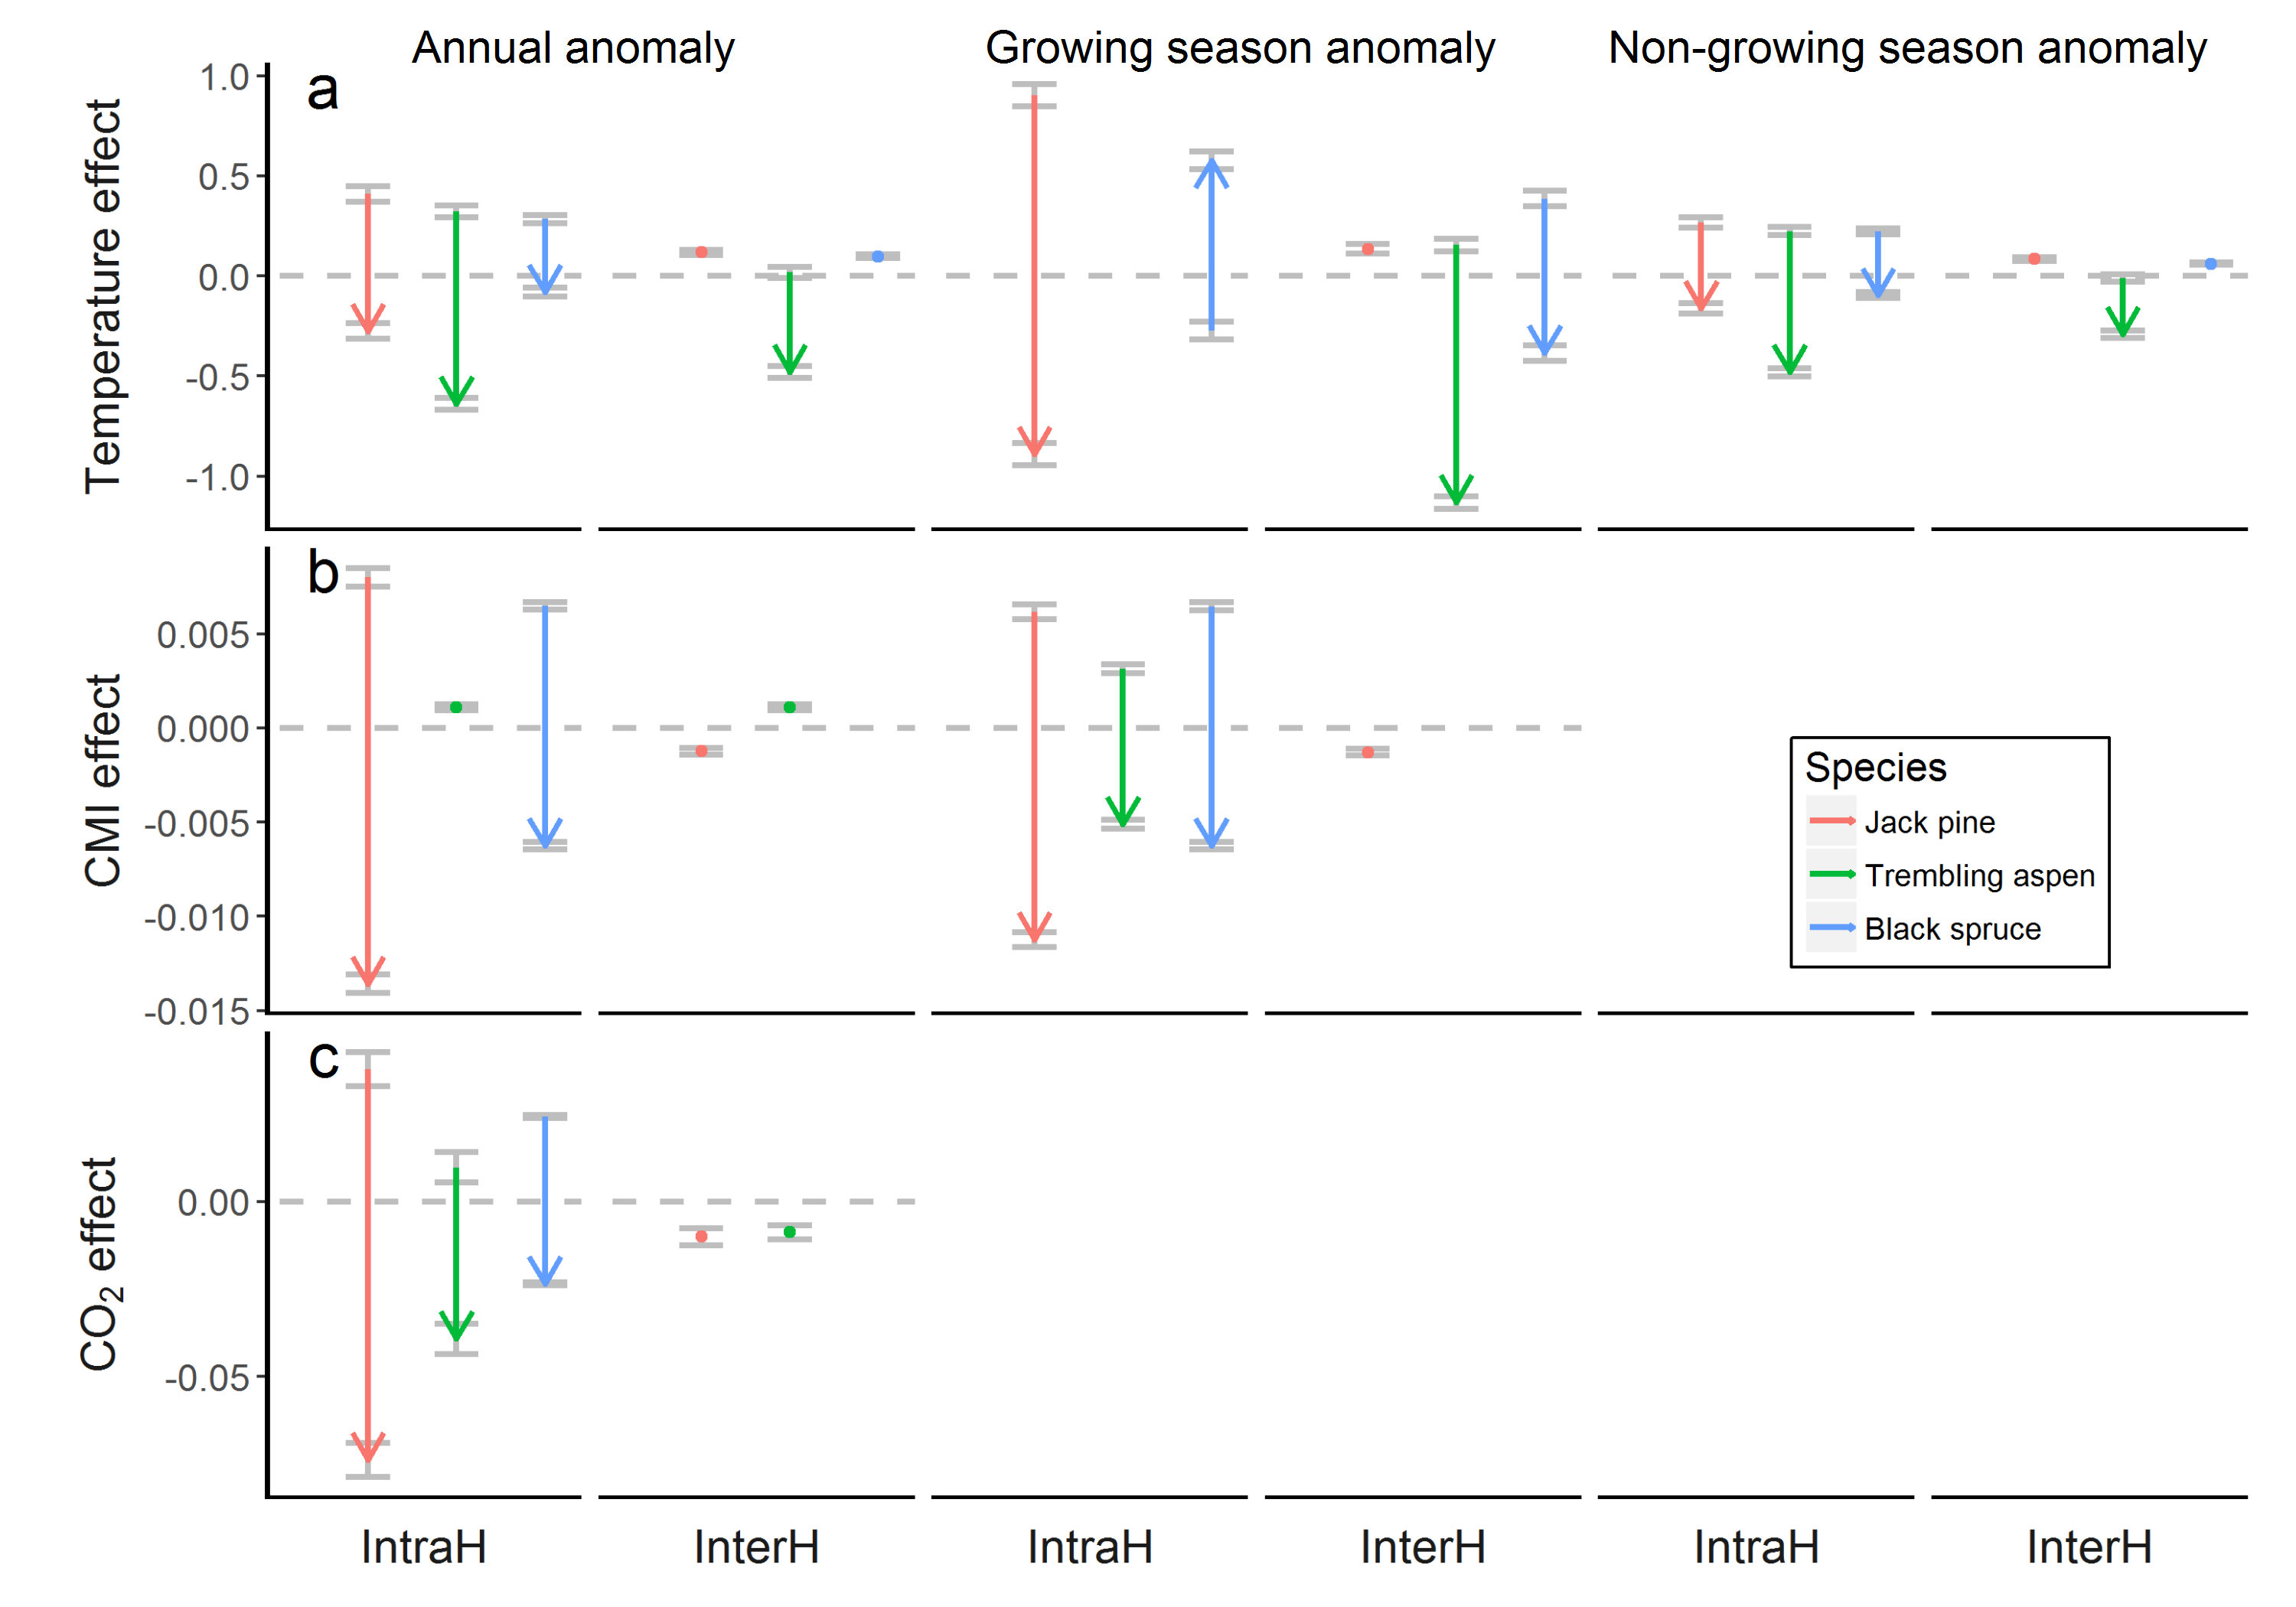 Annual anomaly
Growing season anomaly
Non-growing season anomaly
a
Temperature effect
1.0
0.5
0.0
-0.5
-1.0
b
CMI effect
0.005
0.000
-0.005
-0.010
-0.015
Species
Jack pine
Trembling aspen
Black spruce
c
CO₂ effect
0.00
-0.05
IntraH
InterH
IntraH
InterH
IntraH
InterH